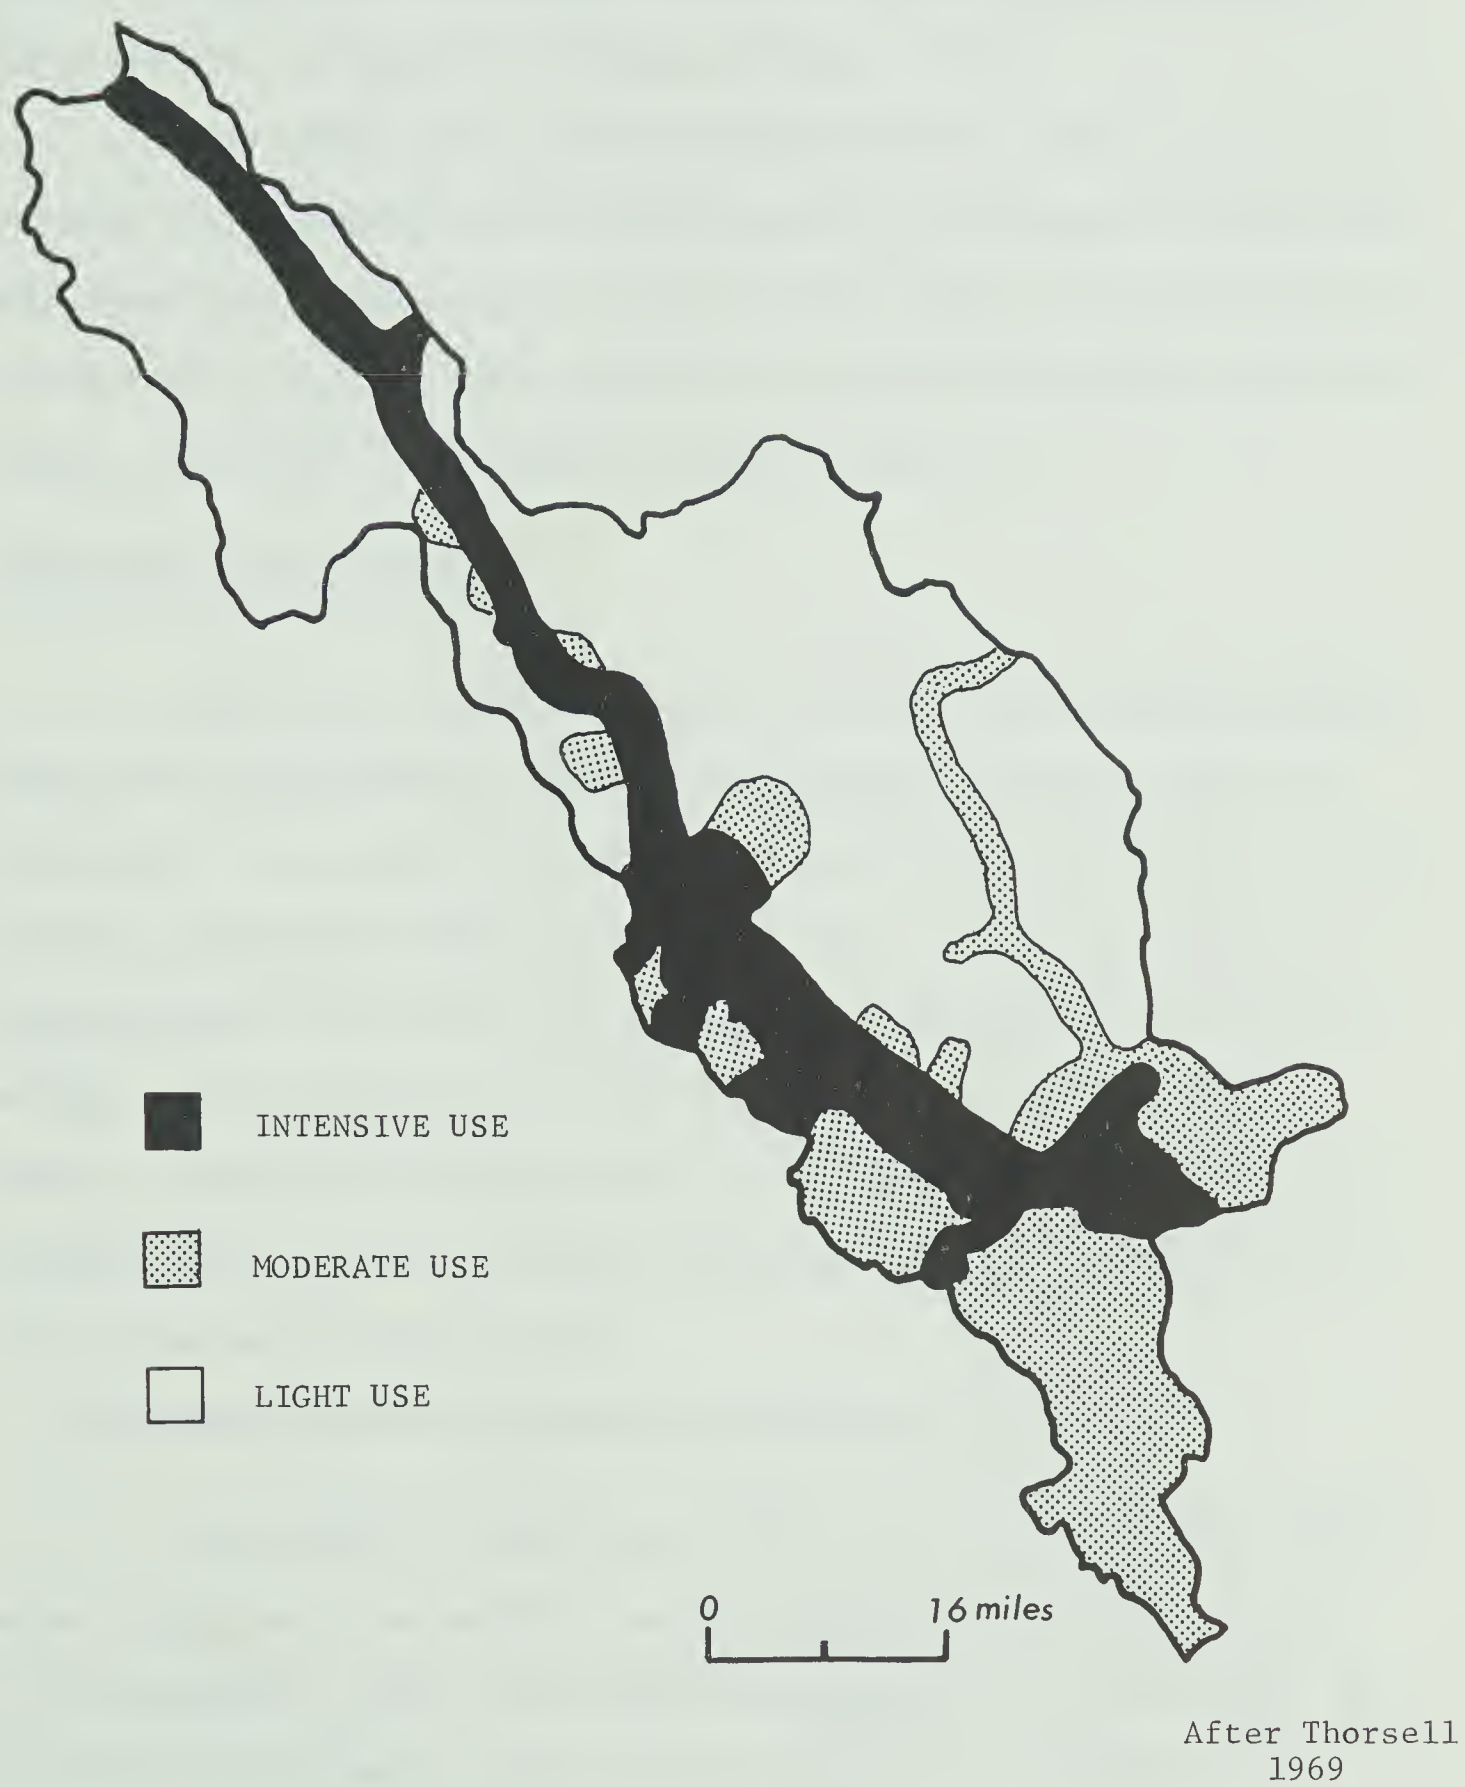 INTENSIVE USE
MODERATE USE
LIGHT USE
0 16 miles
After Thorsell
1969